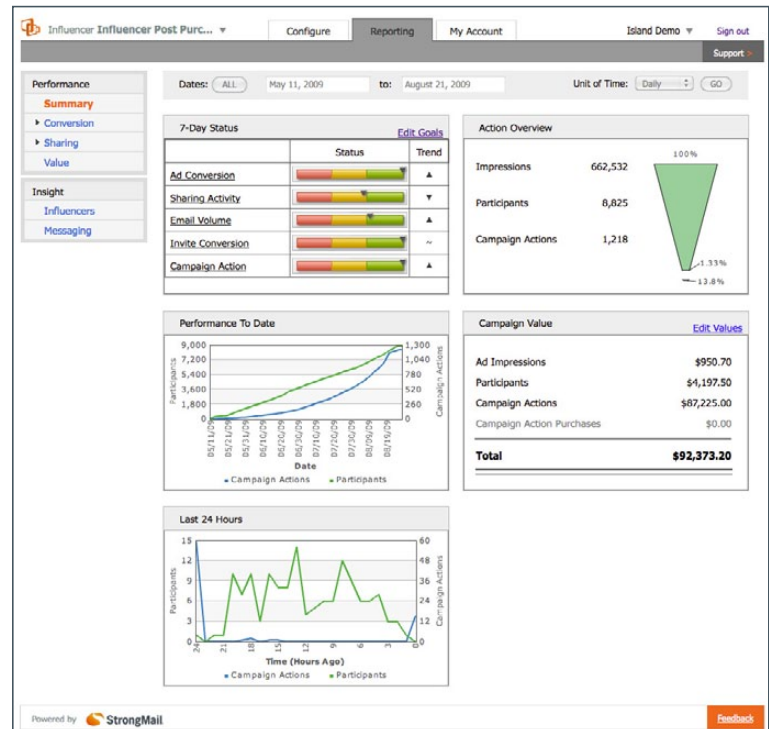 Influencer Influencer Post Purc... ▼
Configure
Reporting
My Account
Island Demo ▼
Sign out
Support >
Performance
Summary
Conversion
Sharing
Value
Insight
Influencers
Messaging
Dates: ALL May 11, 2009 to: August 21, 2009 Unit of Time: Daily GO
7-Day Status Edit Goals
Status Trend
Ad Conversion ▲
Sharing Activity ▼
Email Volume ▲
Invite Conversion ~
Campaign Action ▲
Action Overview
Impressions 662,532
Participants 8,825
Campaign Actions 1,218
100%
1.33%
13.8%
Performance To Date
Participants
9,000
7,200
5,400
3,600
1,800
0
1,300
1,040
780
520
260
0
Campaign Actions
05/11/09 05/21/09 05/31/09 06/10/09 06/20/09 06/30/09 07/10/09 07/20/09 07/30/09 08/09/09 08/19/09
Date
Campaign Actions Participants
Campaign Value Edit Values
Ad Impressions $950.70
Participants $4,197.50
Campaign Actions $87,225.00
Campaign Action Purchases $0.00
Total $92,373.20
Last 24 Hours
Participants
15
12
9
6
3
0
60
48
36
24
12
0
Campaign Actions
24 21 18 15 12 9 6 3 0
Time (Hours Ago)
Campaign Actions Participants
Powered by StrongMail
Feedback